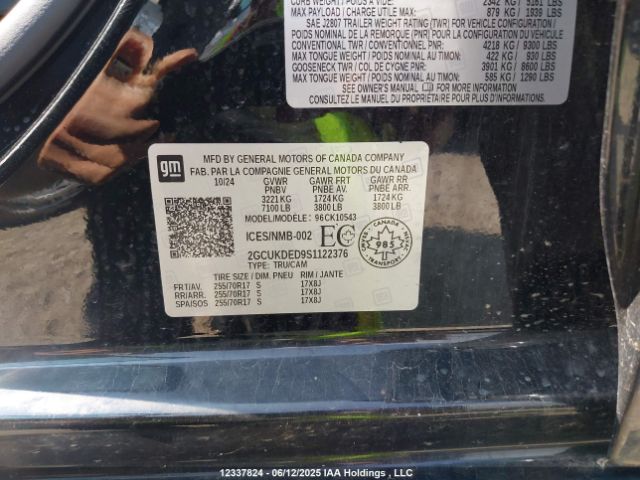 CURB WEIGHT/POIDS À VIDE: 2342 KG / 5161 LBS
MAX PAYLOAD / CHARGE UTILE MAX: 879 KG / 1939 LBS
SAE J2807 TRAILER WEIGHT RATING (TWR) FOR VEHICLE CONFIGURATION /
POIDS NOMINAL DE LA REMORQUE (PNR) POUR LA CONFIGURATION DU VÉHICULE
CONVENTIONAL TWR / CONVENTIONNEL PNR: 4218 KG / 9300 LBS
MAX TONGUE WEIGHT / POIDS NOMINAL AU TIMON: 422 KG / 930 LBS
GOOSENECK TWR / COL DE CYGNE PNR: 3901 KG / 8600 LBS
MAX TONGUE WEIGHT / POIDS NOMINAL AU TIMON: 585 KG / 1290 LBS
SEE OWNER'S MANUAL FOR MORE INFORMATION
CONSULTEZ LE MANUEL DU PROPRIÉTAIRE POUR PLUS D'INFORMATIONS
gm
MFD BY GENERAL MOTORS OF CANADA COMPANY
FAB. PAR LA COMPAGNIE GENERAL MOTORS DU CANADA
10/24 GVWR GAWR FRT GAWR RR
PNBV PNBE AV. PNBE ARR.
3221 KG 1724 KG 1724 KG
7100 LB 3800 LB 3800 LB
MODEL/MODÈLE: 96CK10543
ICES/NMB-002 EC
CANADA 985
2GCUKDED9S1122376
TYPE: TRU/CAM
TIRE SIZE / DIM. PNEU RIM / JANTE
FRT/AV. 255/70R17 S 17X8J
RR/ARR. 255/70R17 S 17X8J
SPA/SOS 255/70R17 S 17X8J
12337824 - 06/12/2025 IAA Holdings , LLC